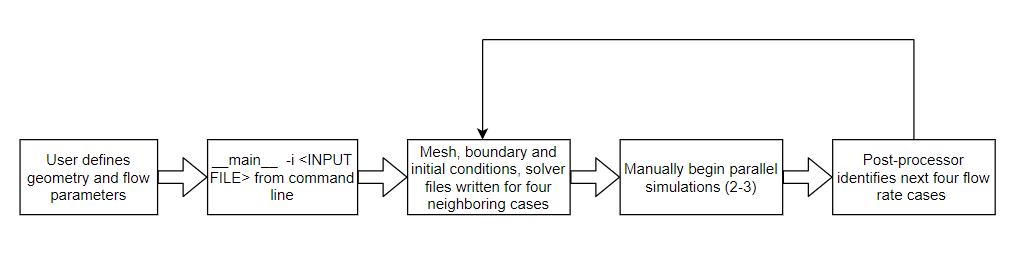 User defines
geometry and flow
parameters
__main__ -i <INPUT
FILE> from command
line
Mesh, boundary and
initial conditions, solver
files written for four
neighboring cases
Manually begin parallel
simulations (2-3)
Post-processor
identifies next four flow
rate cases